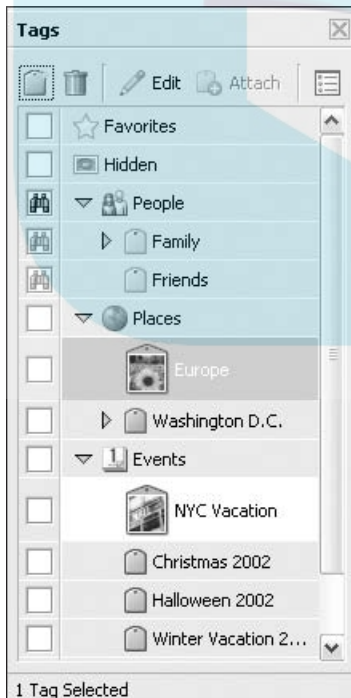 Tags
Edit Attach
Favorites
Hidden
People
Family
Friends
Places
Europe
Washington D.C.
1 Events
NYC Vacation
Christmas 2002
Halloween 2002
Winter Vacation 2...
1 Tag Selected